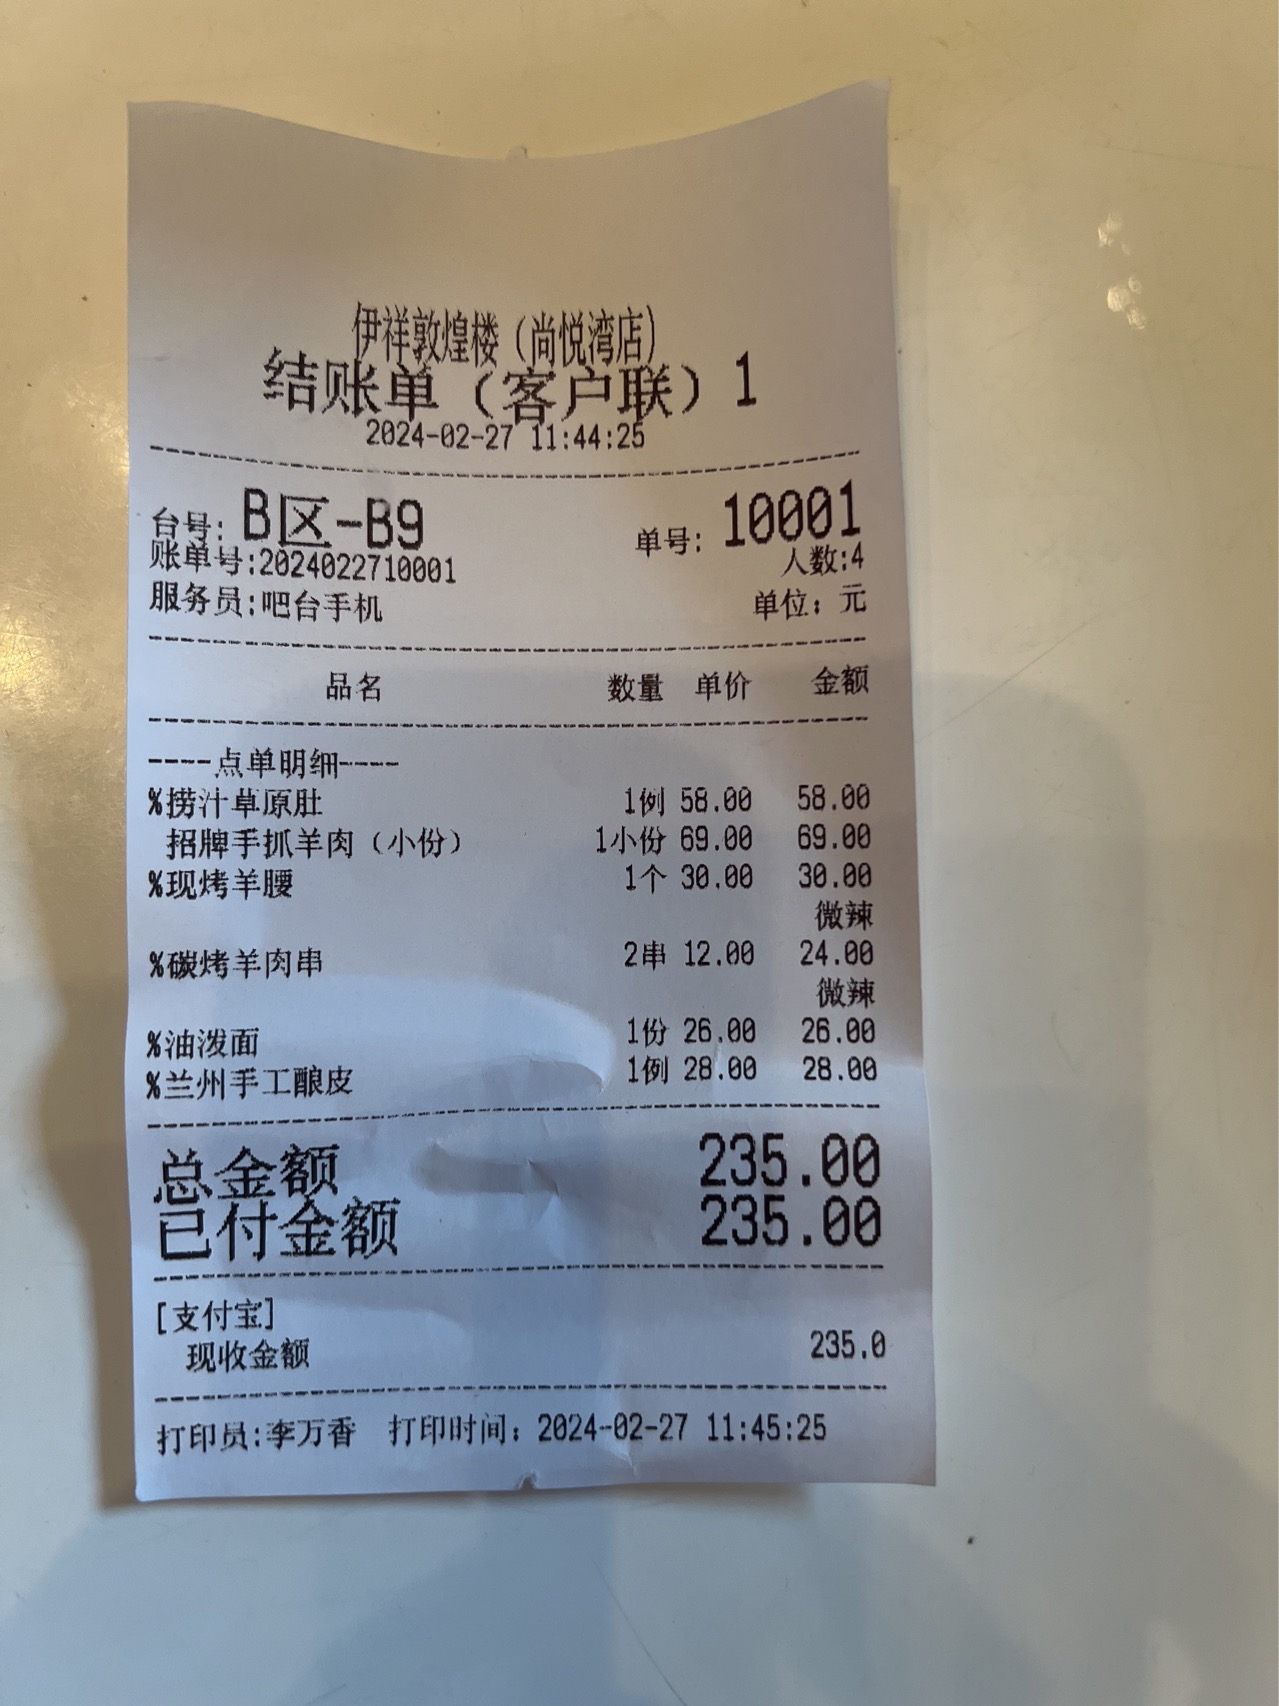 伊祥敦煌楼（尚悦湾店）
结账单（客户联）1
2024-02-27 11:44:25
台号: B区-B9 单号: 10001
账单号:2024022710001 人数:4
服务员:吧台手机 单位: 元
品名 数量 单价 金额
----点单明细----
%捞汁草原肚 1例 58.00 58.00
招牌手抓羊肉（小份） 1小份 69.00 69.00
%现烤羊腰 1个 30.00 30.00
微辣
%碳烤羊肉串 2串 12.00 24.00
微辣
%油泼面 1份 26.00 26.00
%兰州手工酿皮 1例 28.00 28.00
总金额 235.00
已付金额 235.00
[支付宝]
现收金额 235.0
打印员:李万香 打印时间: 2024-02-27 11:45:25